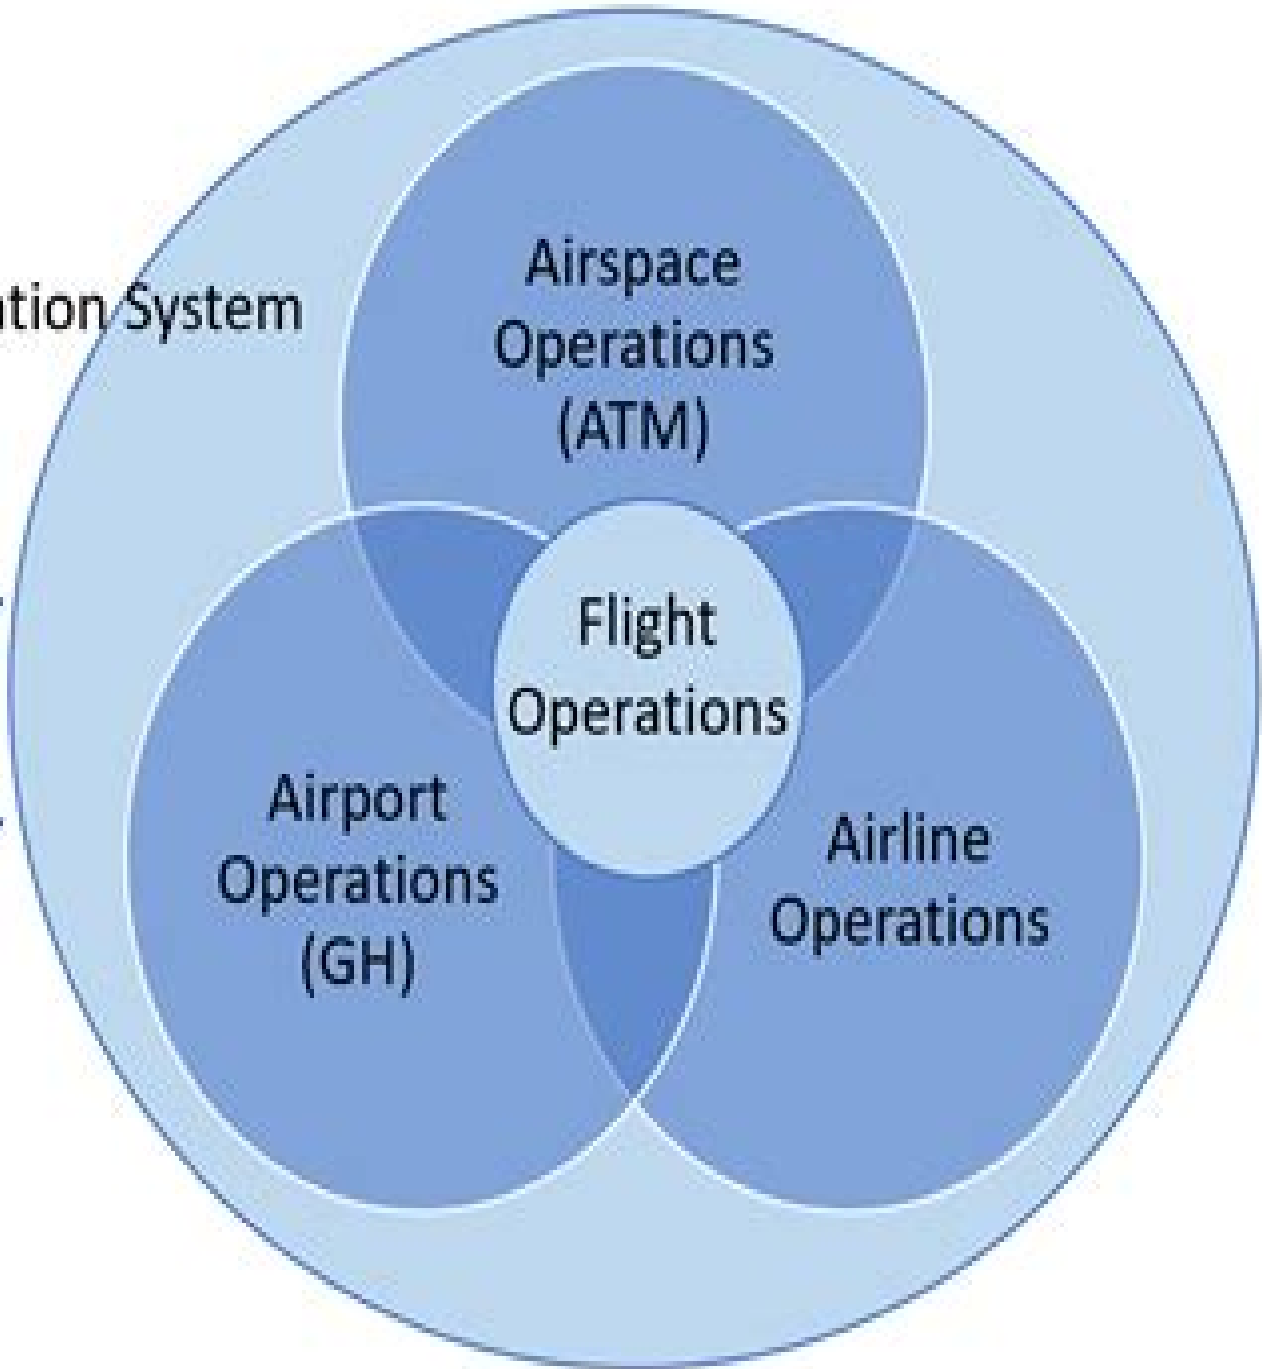 Airspace
Operations
(ATM)
ation System
Flight
Operations
Airport
Operations
(GH)
Airline
Operations